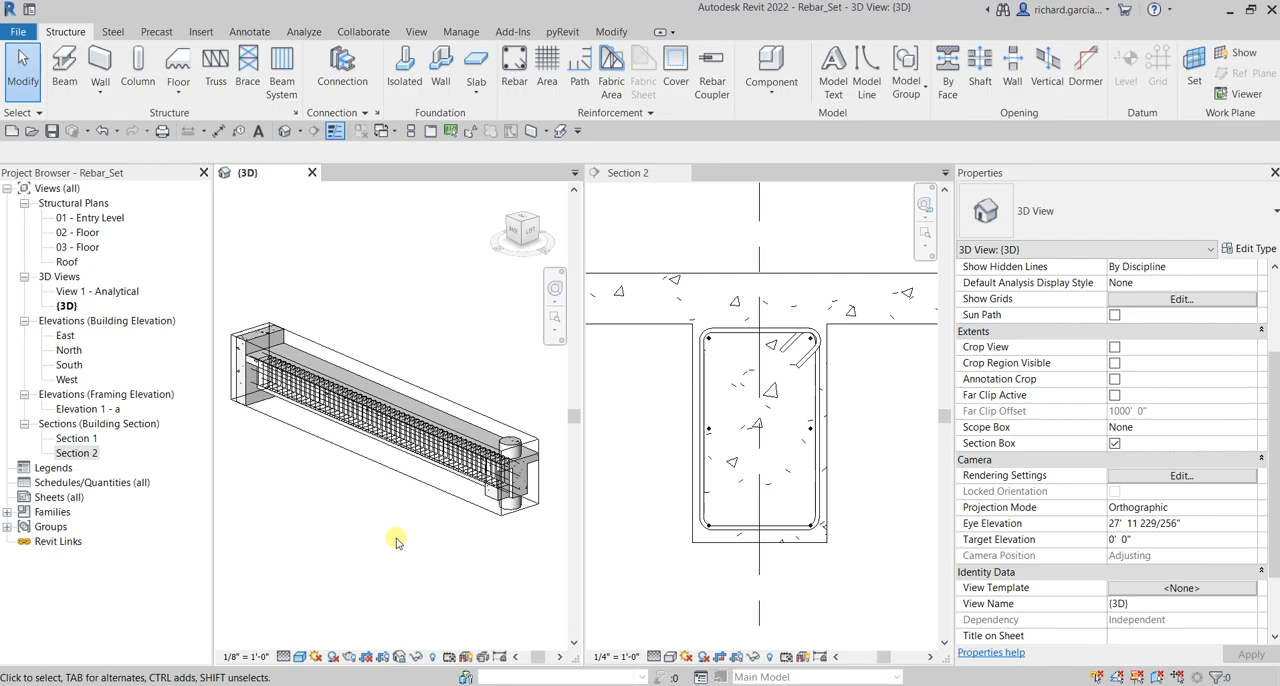 Autodesk Revit 2022 - Rebar_Set - 3D View: {3D}
richard.garcia...
File Structure Steel Precast Insert Annotate Analyze Collaborate View Manage Add-Ins pyRevit Modify
Modify Beam Wall Column Floor Truss Brace Beam System Connection Isolated Wall Slab Rebar Area Path Fabric Area Fabric Sheet Cover Rebar Coupler Component Model Text Model Line Model Group By Face Shaft Wall Vertical Dormer Level Grid Set Show Ref Plane Viewer
Select Structure Connection Foundation Reinforcement Model Opening Datum Work Plane
Project Browser - Rebar_Set
Views (all)
Structural Plans
01 - Entry Level
02 - Floor
03 - Floor
Roof
3D Views
View 1 - Analytical
{3D}
Elevations (Building Elevation)
East
North
South
West
Elevations (Framing Elevation)
Elevation 1 - a
Sections (Building Section)
Section 1
Section 2
Legends
Schedules/Quantities (all)
Sheets (all)
Families
Groups
Revit Links
{3D}
BACK LEFT
1/8" = 1'-0"
Section 2
1/4" = 1'-0"
Properties
3D View
3D View: {3D} Edit Type
Show Hidden Lines By Discipline
Default Analysis Display Style None
Show Grids Edit...
Sun Path
Extents
Crop View
Crop Region Visible
Annotation Crop
Far Clip Active
Far Clip Offset 1000' 0"
Scope Box None
Section Box
Camera
Rendering Settings Edit...
Locked Orientation
Projection Mode Orthographic
Eye Elevation 27' 11 229/256"
Target Elevation 0' 0"
Camera Position Adjusting
Identity Data
View Template <None>
View Name {3D}
Dependency Independent
Title on Sheet
Properties help Apply
Click to select, TAB for alternates, CTRL adds, SHIFT unselects.
:0
Main Model
:0